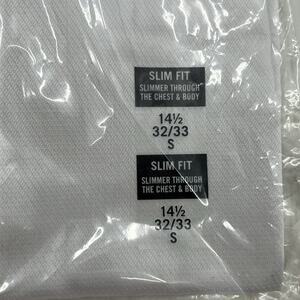 SLIM FIT
SLIMMER THROUGH
THE CHEST & BODY
14½
32/33
S
SLIM FIT
SLIMMER THROUGH
THE CHEST & BODY
14½
32/33
S